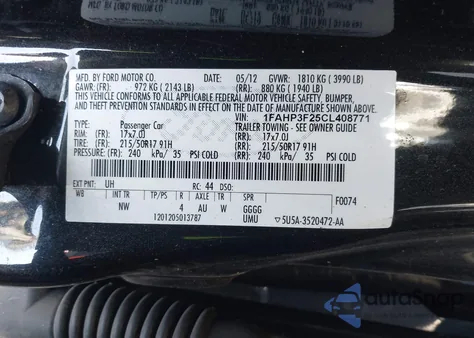 MFD. BY FORD MOTOR CO. DATE: 05/12 GVWR: 1810 KG ( 3990 LB)
GAWR: (FR): 972 KG ( 2143 LB) (RR): 880 KG ( 1940 LB)
THIS VEHICLE CONFORMS TO ALL APPLICABLE FEDERAL MOTOR VEHICLE SAFETY, BUMPER,
AND THEFT PREVENTION STANDARDS IN EFFECT ON THE DATE OF MANUFACTURE SHOWN ABOVE.
VIN: 1FAHP3F25CL408771
TYPE: Passenger Car TRAILER TOWING -- SEE OWNER GUIDE
RIM: (FR) 17x7.0J (RR) 17x7.0J
TIRE: (FR) 215/50R17 91H (RR) 215/50R17 91H
PRESSURE: (FR) 240 kPa/ 35 PSI COLD (RR) 240 kPa/ 35 PSI COLD
EXT PNT: UH RC: 44 DSO: F0074
WB INT TP/PS R AXLE TR SPR
NW 4 AU W GGGG
1201205013787 UMU 5U5A-3520472-AA
autoSnap